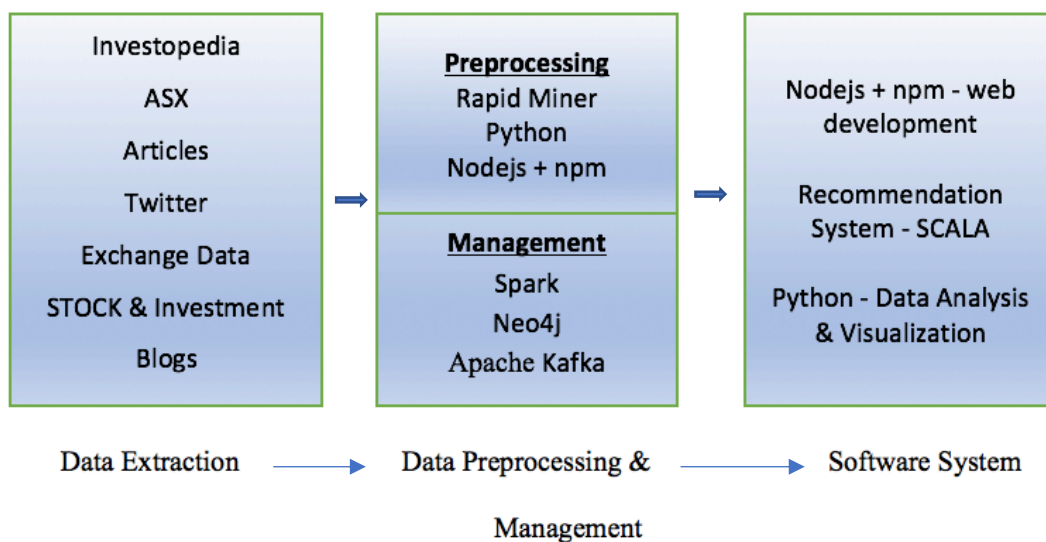 Investopedia
ASX
Articles
Twitter
Exchange Data
STOCK & Investment
Blogs
Preprocessing
Rapid Miner
Python
Nodejs + npm
Management
Spark
Neo4j
Apache Kafka
Nodejs + npm - web
development
Recommendation
System - SCALA
Python - Data Analysis
& Visualization
Data Extraction
Data Preprocessing &
Management
Software System